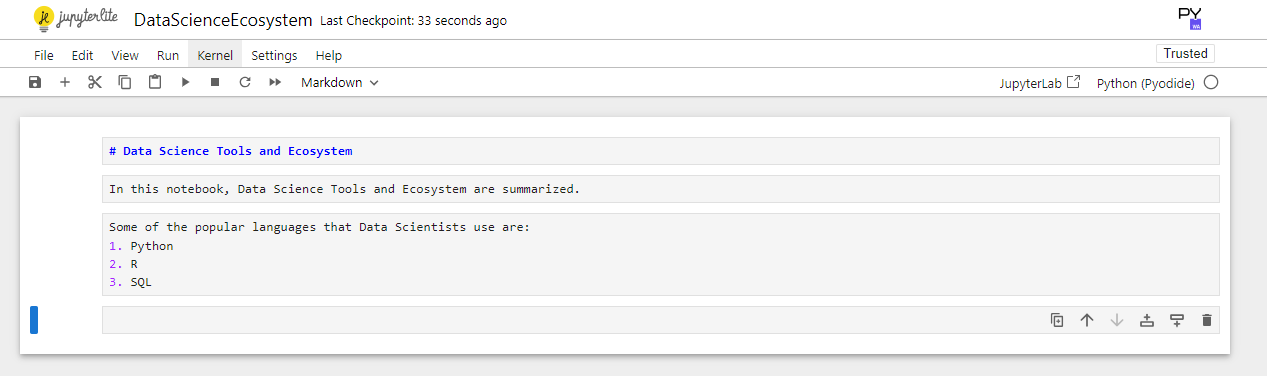 jupyterlite DataScienceEcosystem Last Checkpoint: 33 seconds ago PY WA
File Edit View Run Kernel Settings Help Trusted
Markdown JupyterLab Python (Pyodide)
# Data Science Tools and Ecosystem
In this notebook, Data Science Tools and Ecosystem are summarized.
Some of the popular languages that Data Scientists use are:
1. Python
2. R
3. SQL